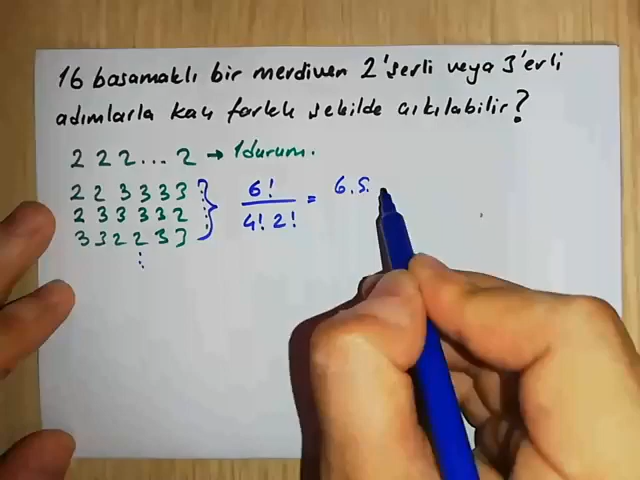 16 basamaklı bir merdiven 2'şerli veya 3'erli
adımlarla kaç farklı şekilde çıkılabilir?
2 2 2 ... 2 → 1 durum.
2 2 3 3 3 3
2 3 3 3 3 2
3 3 2 2 3 3
⋮
6! / 4! 2! = 6.5.